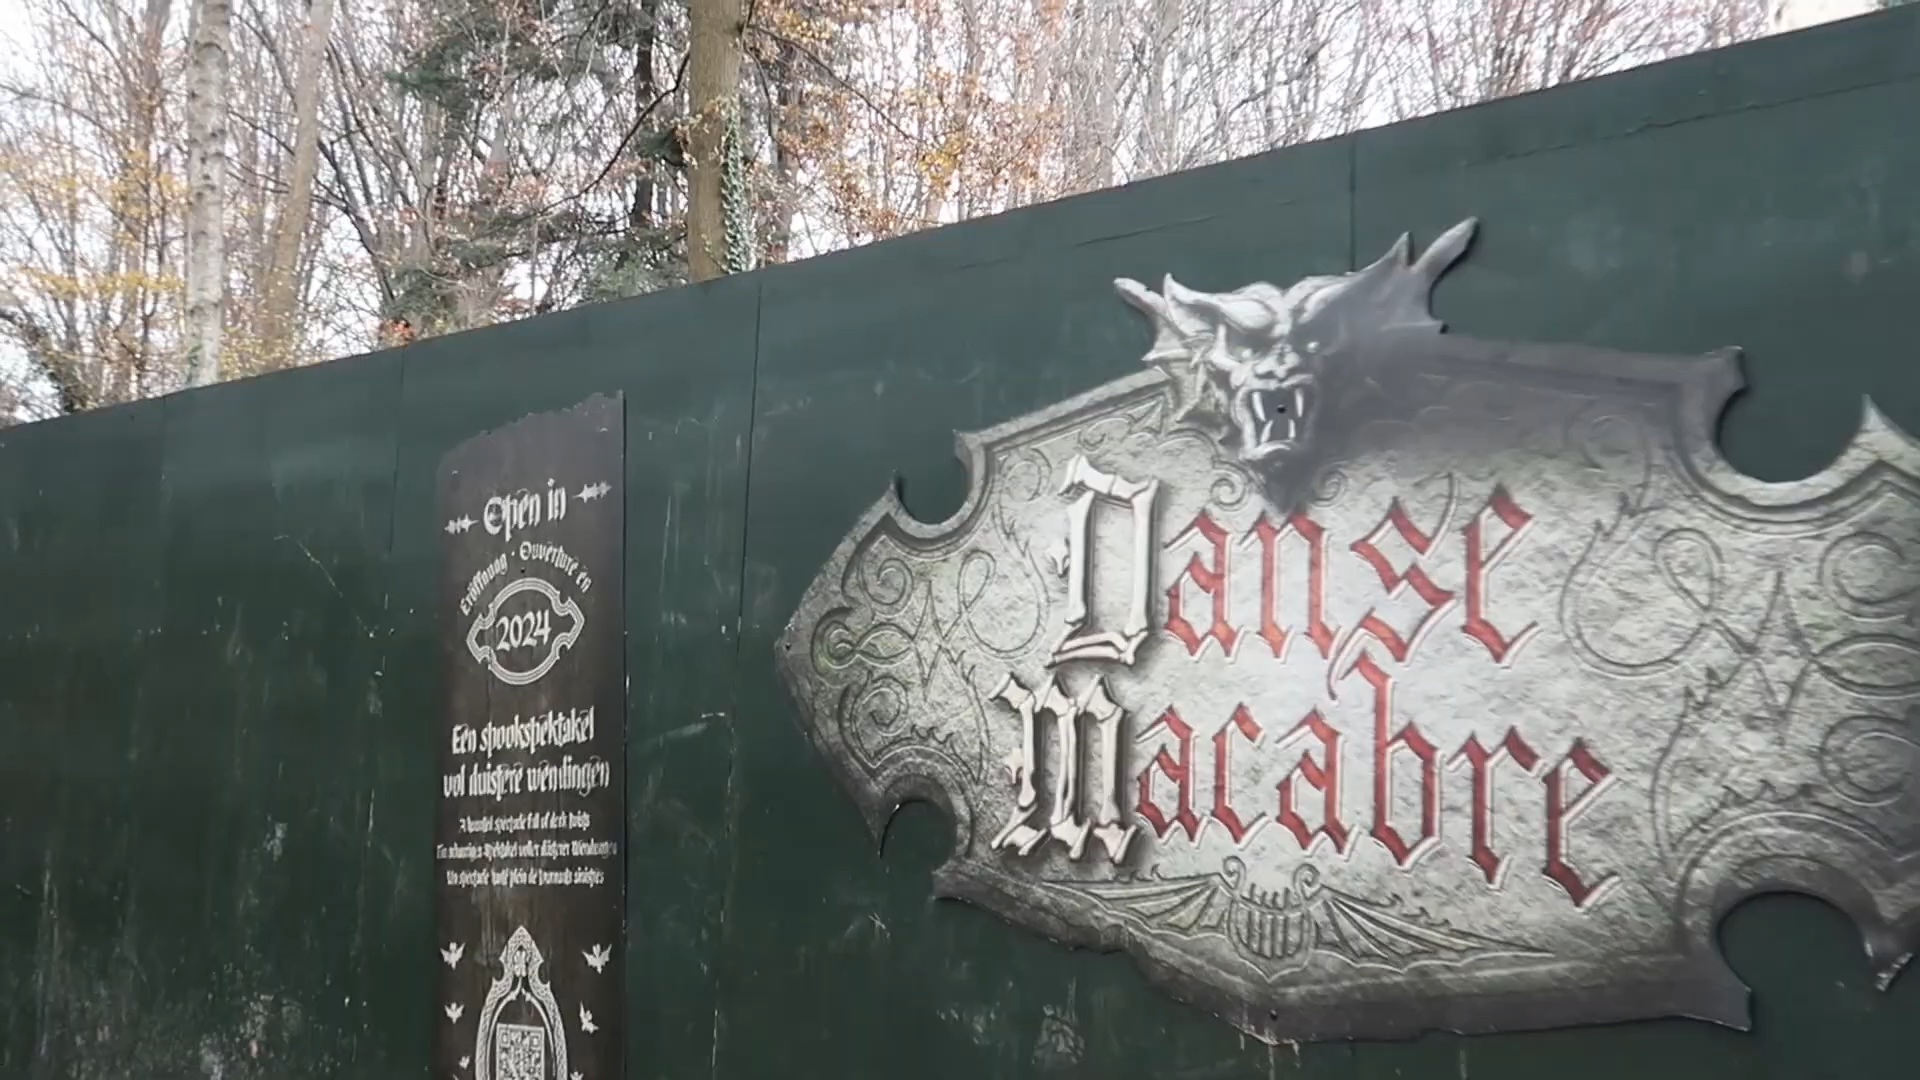 Open in
Eröffnung · Ouverture en
2024
Een spookspektakel
vol duistere wendingen
A haunted spectacle full of dark twists
Ein schauriges Spektakel voller düsterer Wendungen
Un spectacle hanté plein de tournants sinistres
Danse
Macabre